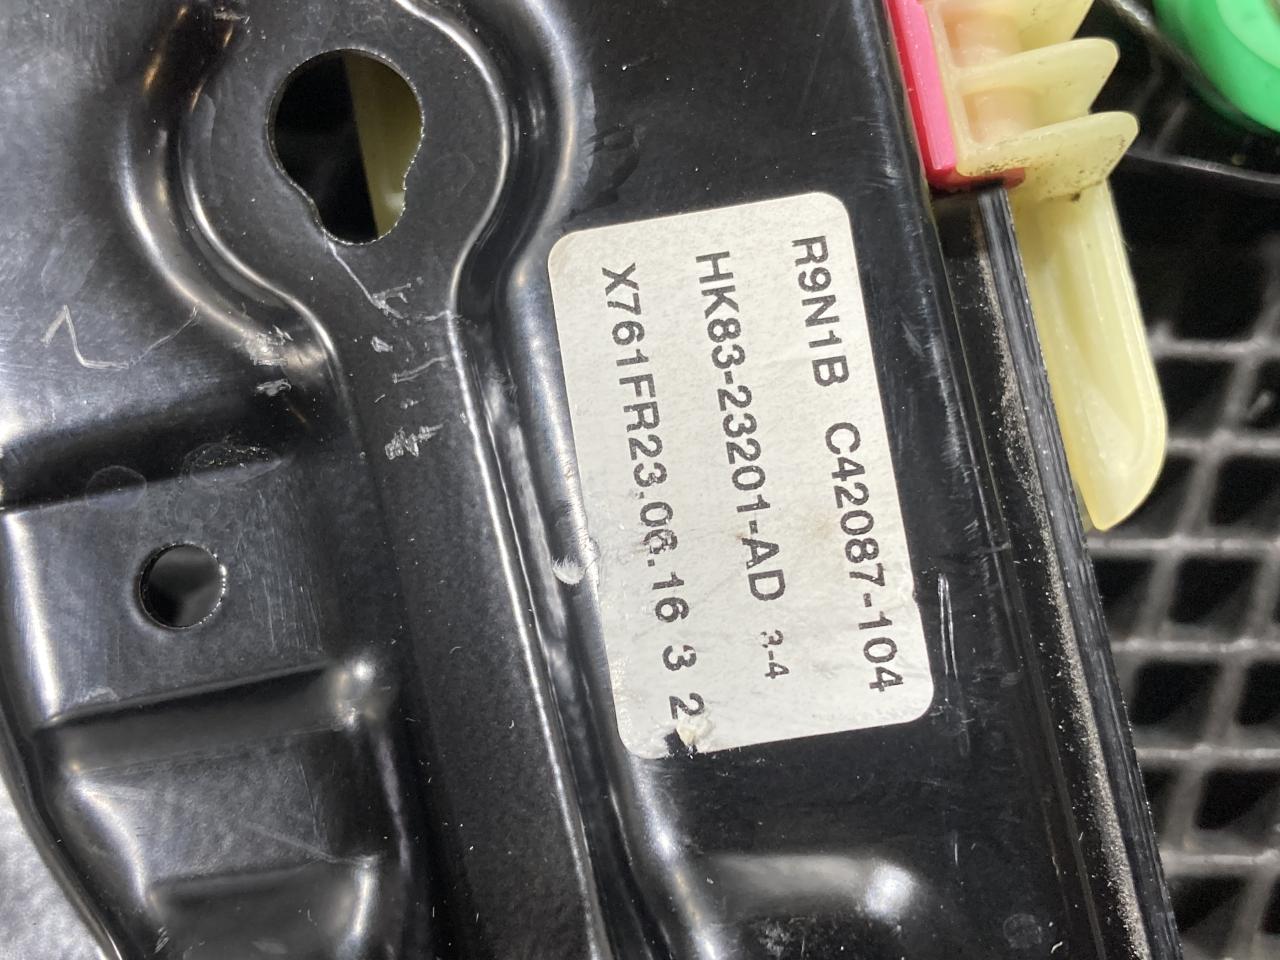 R9N1B C42087-104
HK83-23201-AD 3-4
X761FR23.06.16 3 2